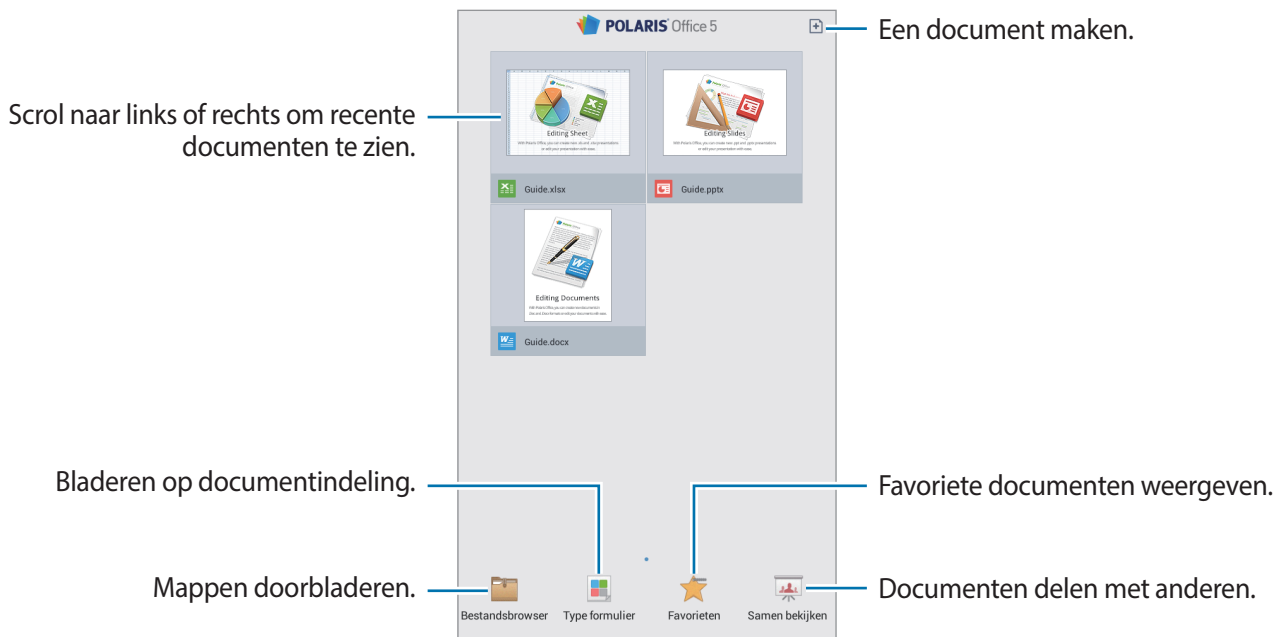 POLARIS Office 5
Een document maken.
Scrol naar links of rechts om recente
documenten te zien.
Editing Sheet
Editing Slides
Guide.xlsx
Guide.pptx
Editing Documents
Guide.docx
Bladeren op documentindeling.
Favoriete documenten weergeven.
Mappen doorbladeren.
Documenten delen met anderen.
Bestandsbrowser
Type formulier
Favorieten
Samen bekijken